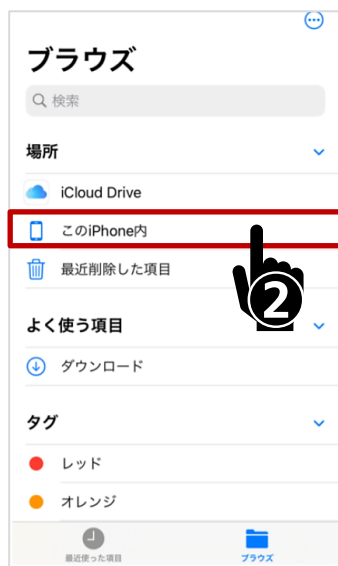 ブラウズ
検索
場所
iCloud Drive
このiPhone内
最近削除した項目
2
よく使う項目
ダウンロード
タグ
レッド
オレンジ
最近使った項目
ブラウズ